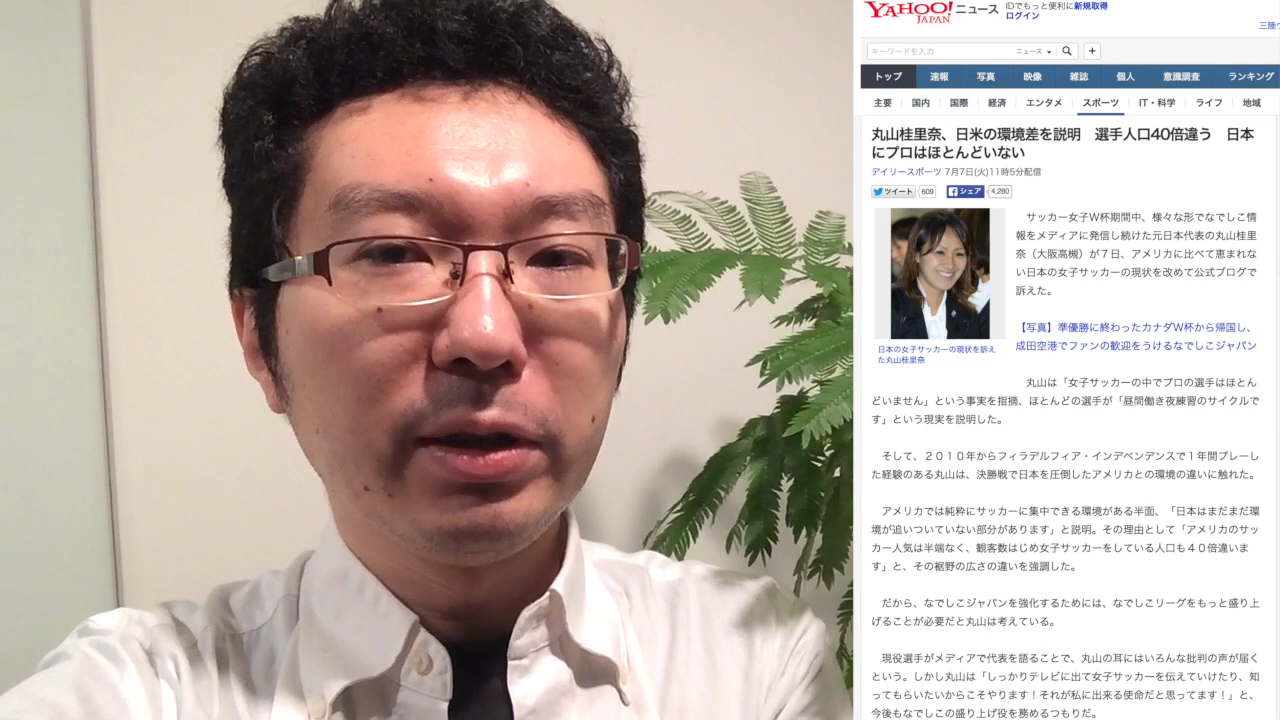 YAHOO! JAPAN ニュース
IDでもっと便利に新規取得
ログイン
キーワードを入力
ニュース
トップ 速報 写真 映像 雑誌 個人 意識調査 ランキング
主要 国内 国際 経済 エンタメ スポーツ IT・科学 ライフ 地域
丸山桂里奈、日米の環境差を説明 選手人口40倍違う 日本
にプロはほとんどいない
デイリースポーツ 7月7日(火)11時5分配信
ツイート 609 シェア 4,280
サッカー女子W杯期間中、様々な形でなでしこ情
報をメディアに発信し続けた元日本代表の丸山桂里
奈(大阪高槻)が7日、アメリカに比べて恵まれな
い日本の女子サッカーの現状を改めて公式ブログで
訴えた。
【写真】準優勝に終わったカナダW杯から帰国し、
成田空港でファンの歓迎をうけるなでしこジャパン
日本の女子サッカーの現状を訴え
た丸山桂里奈
丸山は「女子サッカーの中でプロの選手はほとん
どいません」という事実を指摘、ほとんどの選手が「昼間働き夜練習のサイクルで
す」という現実を説明した。
そして、2010年からフィラデルフィア・インデペンデンスで1年間プレーし
た経験のある丸山は、決勝戦で日本を圧倒したアメリカとの環境の違いに触れた。
アメリカでは純粋にサッカーに集中できる環境がある半面、「日本はまだまだ環
境が追いついていない部分があります」と説明。その理由として「アメリカのサッ
カー人気は半端なく、観客数はじめ女子サッカーをしている人口も40倍違いま
す」と、その裾野の広さの違いを強調した。
だから、なでしこジャパンを強化するためには、なでしこリーグをもっと盛り上
げることが必要だと丸山は考えている。
現役選手がメディアで代表を語ることで、丸山の耳にはいろんな批判の声が届く
という。しかし丸山は「しっかりテレビに出て女子サッカーを伝えていけたり、知
ってもらいたいからこそやります!それが私に出来る使命だと思ってます!」と、
今後もなでしこの盛り上げ役を務めるつもりだ。